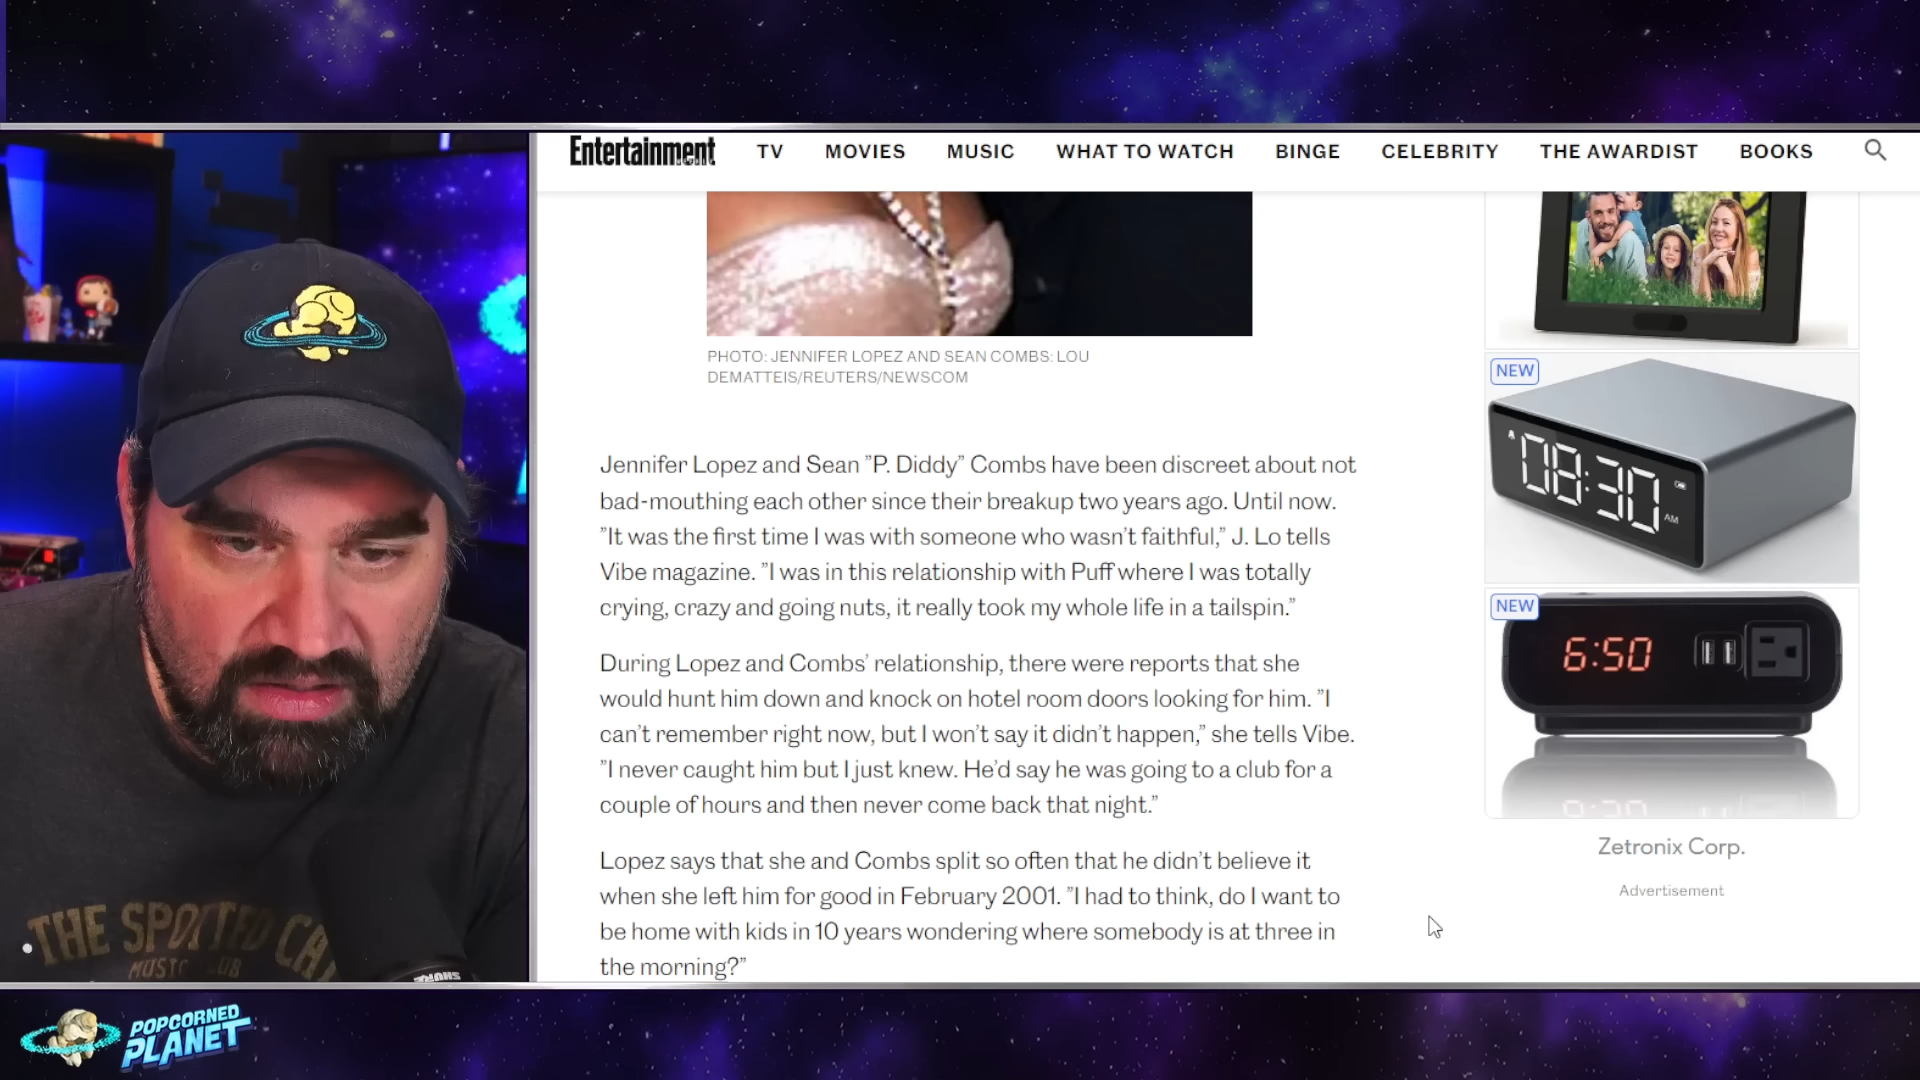 Entertainment
TV MOVIES MUSIC WHAT TO WATCH BINGE CELEBRITY THE AWARDIST BOOKS
PHOTO: JENNIFER LOPEZ AND SEAN COMBS: LOU
DEMATTEIS/REUTERS/NEWSCOM
Jennifer Lopez and Sean ”P. Diddy” Combs have been discreet about not
bad-mouthing each other since their breakup two years ago. Until now.
”It was the first time I was with someone who wasn’t faithful,” J. Lo tells
Vibe magazine. ”I was in this relationship with Puff where I was totally
crying, crazy and going nuts, it really took my whole life in a tailspin.”
During Lopez and Combs’ relationship, there were reports that she
would hunt him down and knock on hotel room doors looking for him. ”I
can’t remember right now, but I won’t say it didn’t happen,” she tells Vibe.
”I never caught him but I just knew. He’d say he was going to a club for a
couple of hours and then never come back that night.”
Lopez says that she and Combs split so often that he didn’t believe it
when she left him for good in February 2001. ”I had to think, do I want to
be home with kids in 10 years wondering where somebody is at three in
the morning?”
NEW
08:30
AM
NEW
6:50
Zetronix Corp.
Advertisement
THE SPOTTED CA
MUSIC CLUB
SHURE
POPCORNED
PLANET